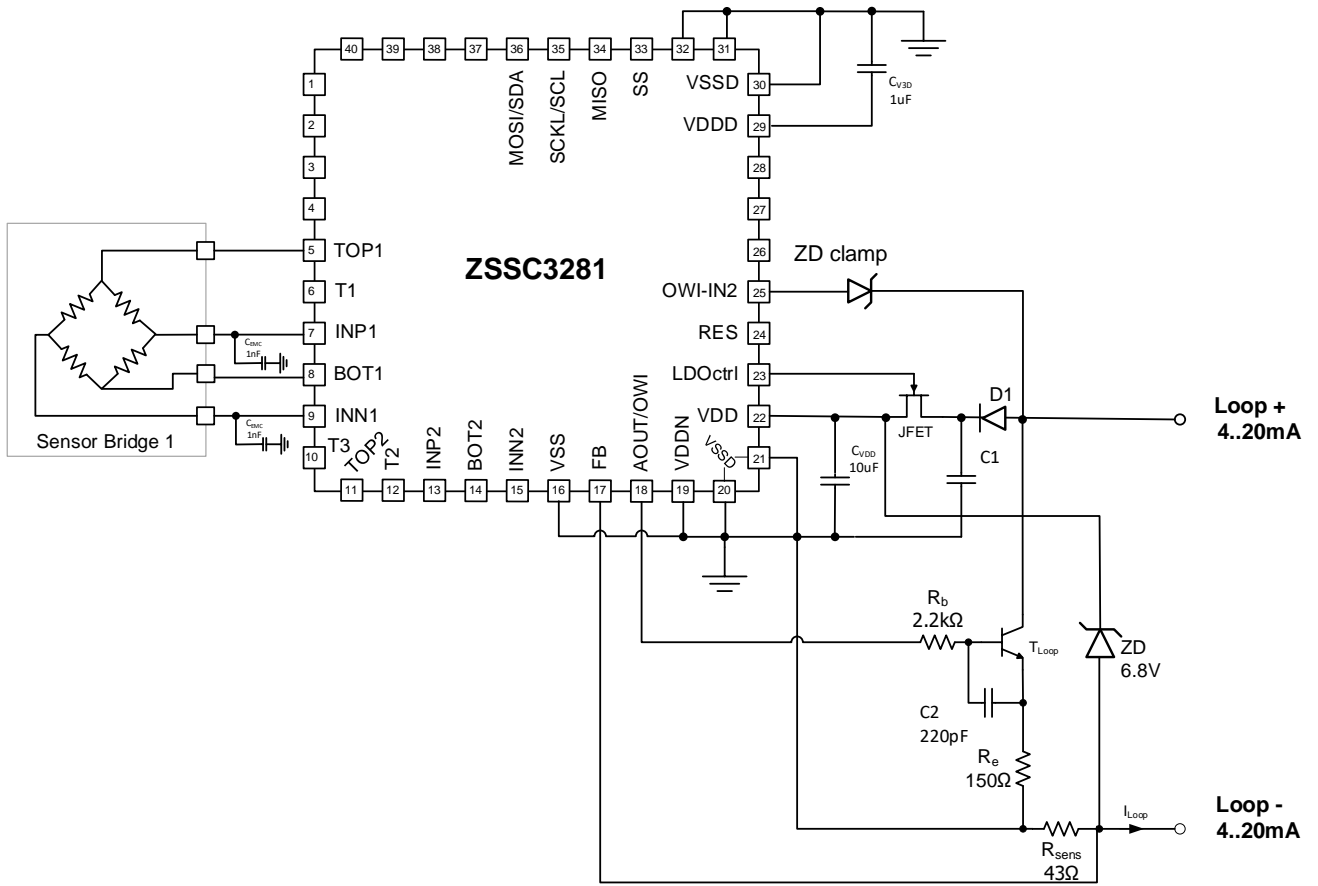 40
39
38
37
36
35
34
33
32
31
MOSI/SDA
SCKL/SCL
MISO
SS
1
2
3
4
5
6
7
8
9
10
TOP1
T1
INP1
BOT1
INN1
T3
TOP2
T2
INP2
BOT2
INN2
VSS
FB
AOUT/OWI
VDDN
VSSD
11
12
13
14
15
16
17
18
19
20
VSSD
30
VDDD
29
28
27
26
OWI-IN2
25
RES
24
LDOctrl
23
VDD
22
21
ZSSC3281
CV3D
1uF
ZD clamp
CEMC
1nF
CEMC
1nF
Sensor Bridge 1
JFET
D1
C1
CVDD
10uF
Loop +
4..20mA
Rb
2.2kΩ
TLoop
ZD
6.8V
C2
220pF
Re
150Ω
Rsens
43Ω
ILoop
Loop -
4..20mA